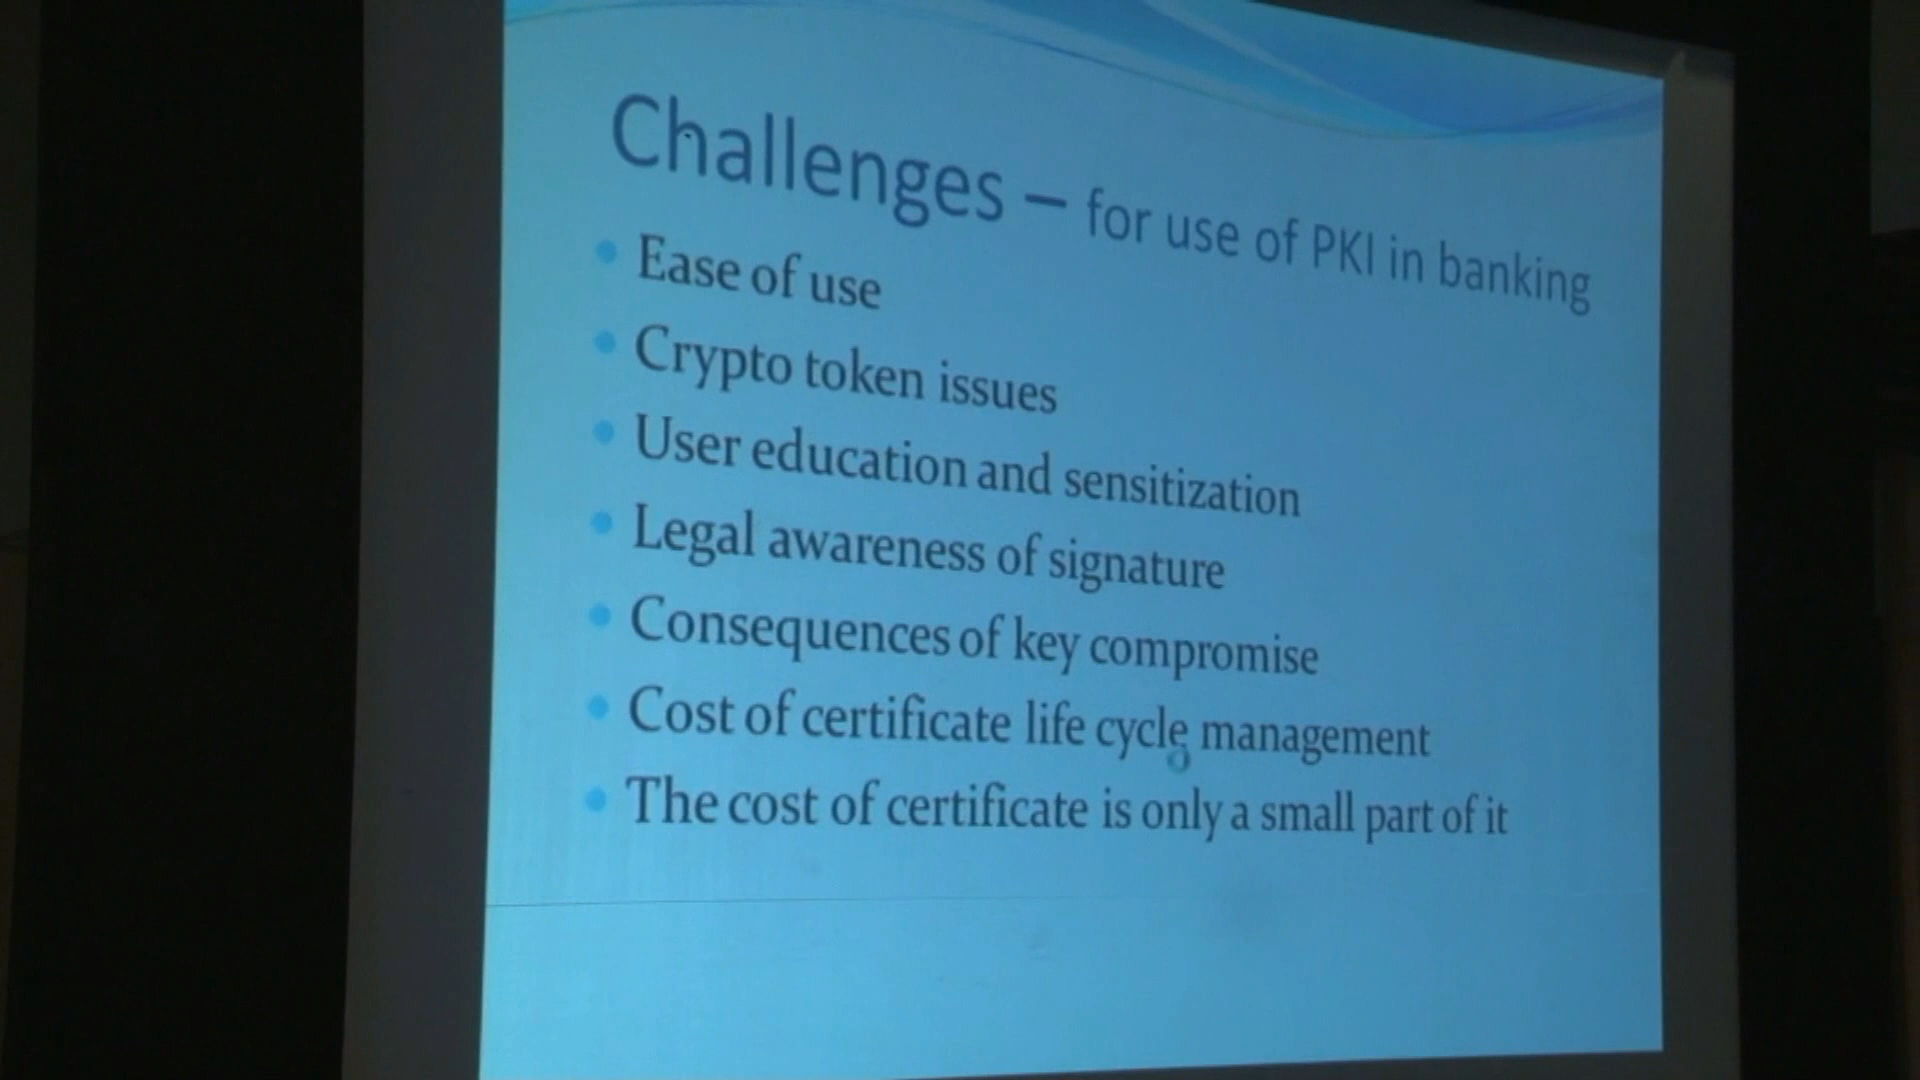 Challenges – for use of PKI in banking
Ease of use
Crypto token issues
User education and sensitization
Legal awareness of signature
Consequences of key compromise
Cost of certificate life cycle management
The cost of certificate is only a small part of it